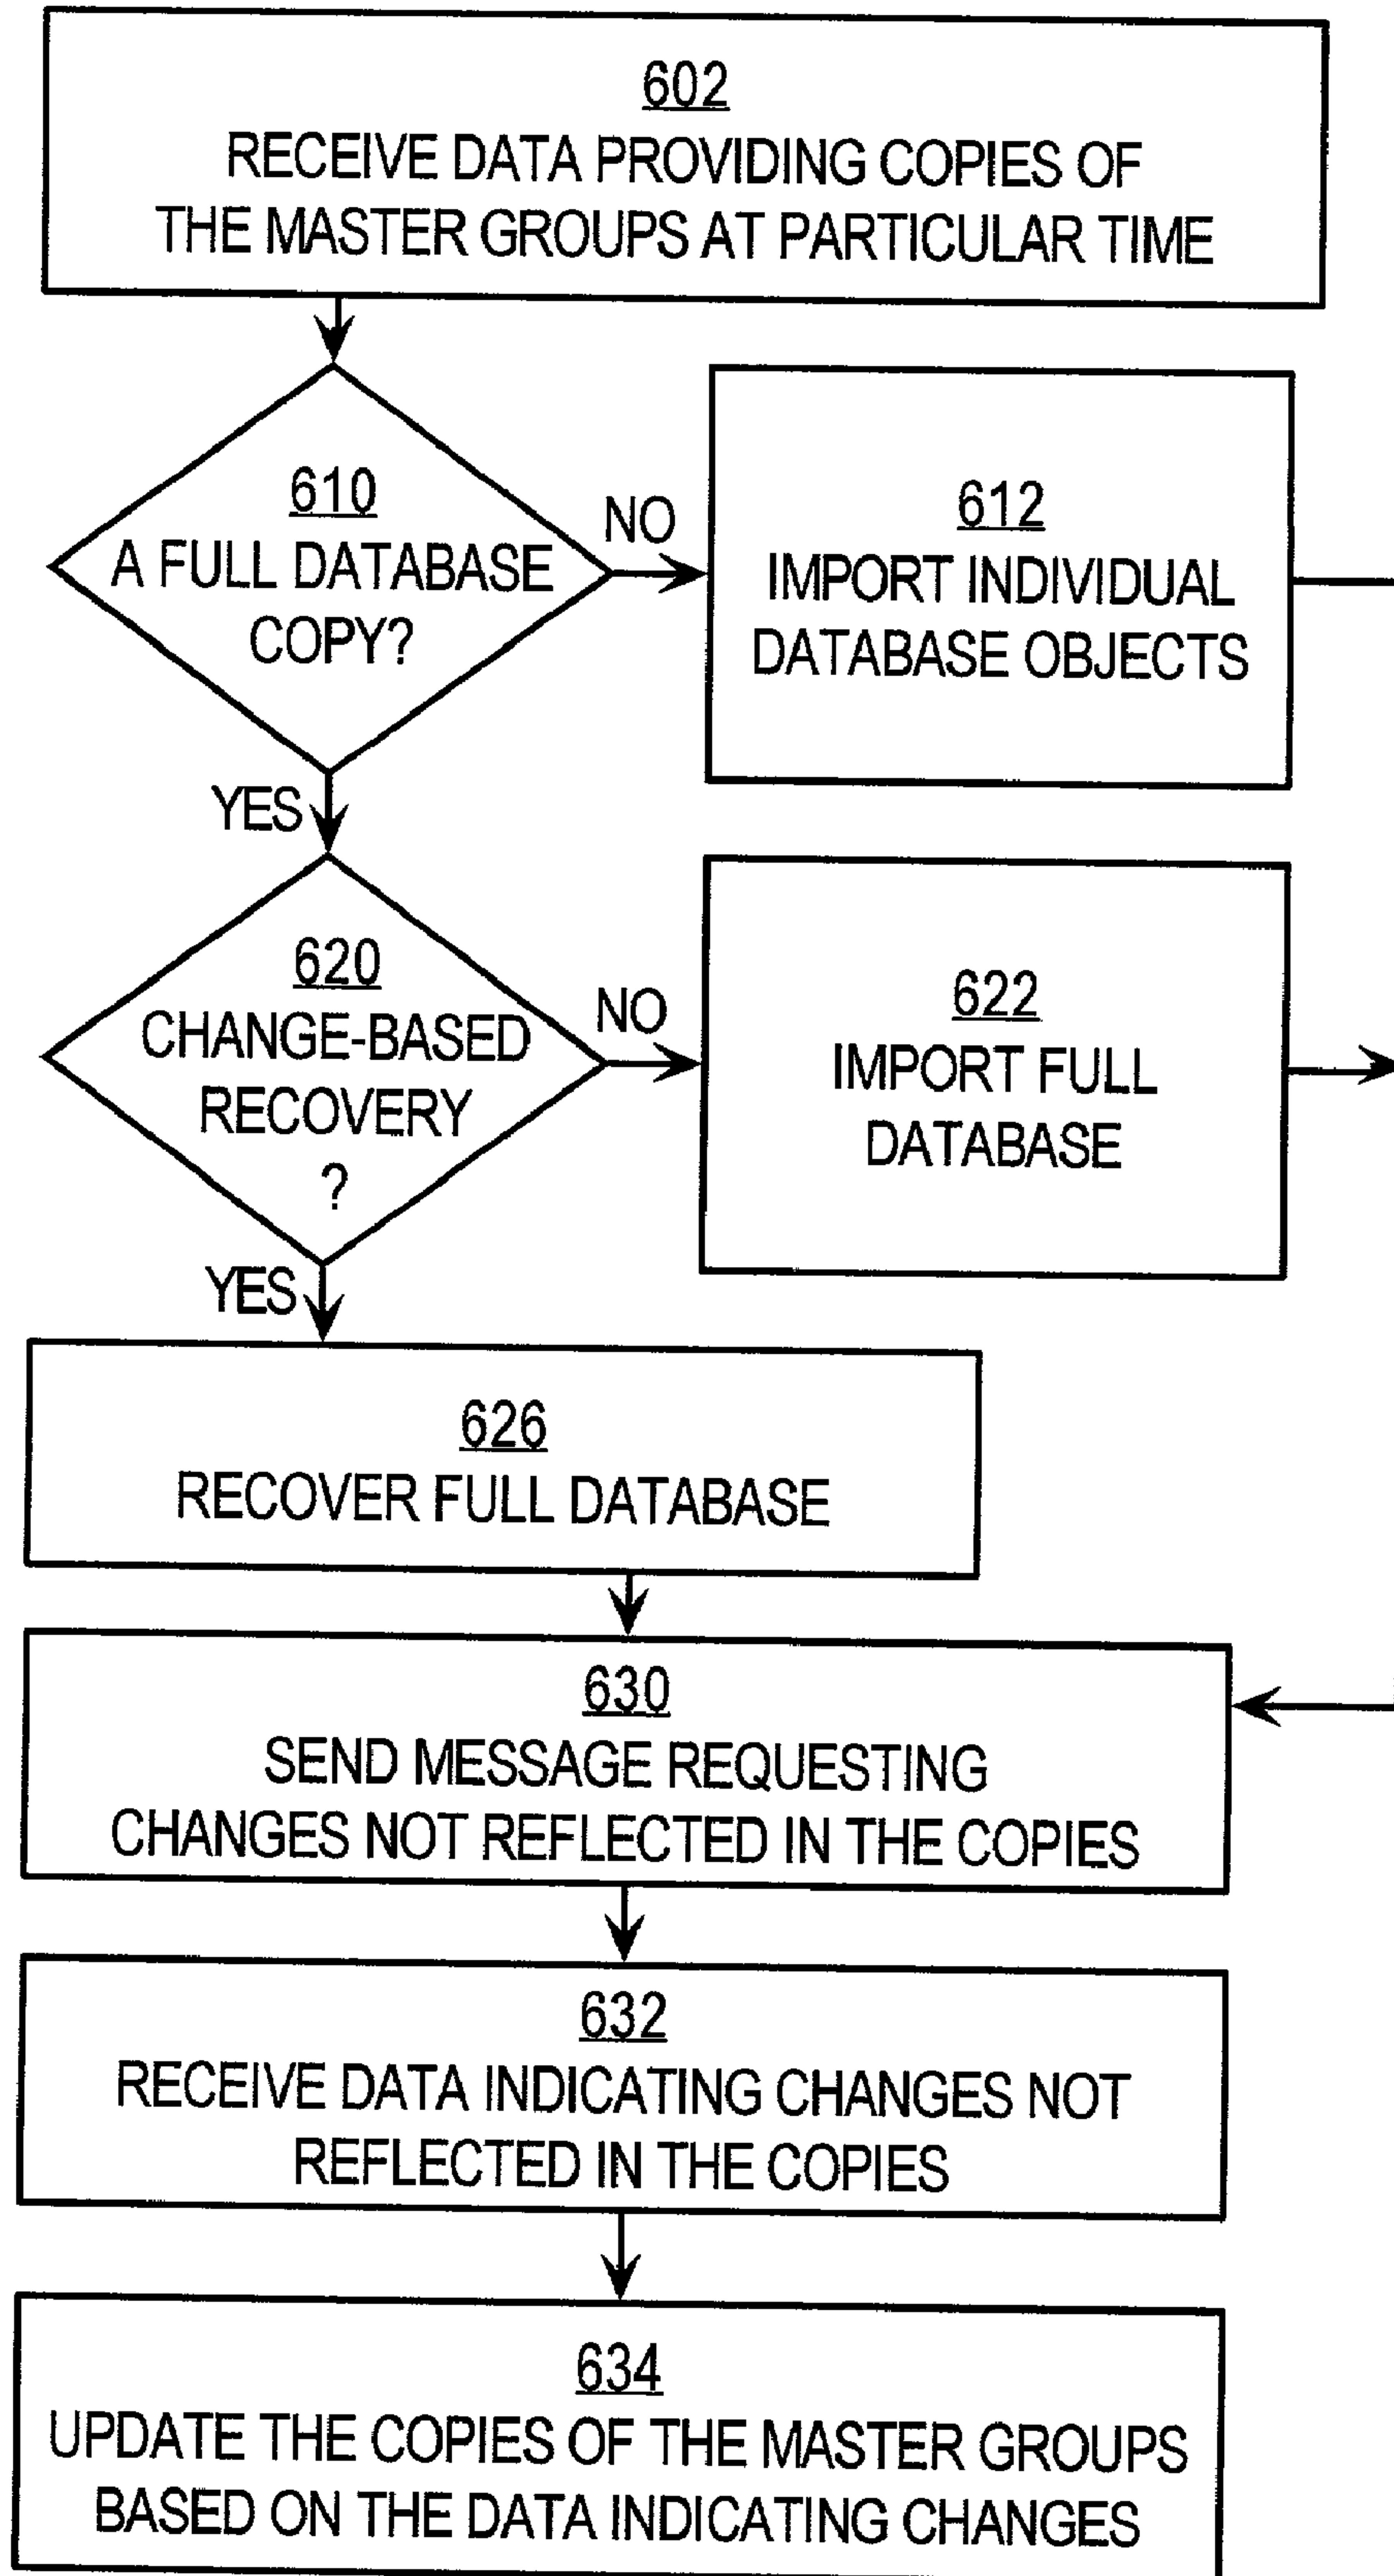 602
RECEIVE DATA PROVIDING COPIES OF
THE MASTER GROUPS AT PARTICULAR TIME
610
A FULL DATABASE
COPY?
NO
612
IMPORT INDIVIDUAL
DATABASE OBJECTS
YES
620
CHANGE-BASED
RECOVERY
?
NO
622
IMPORT FULL
DATABASE
YES
626
RECOVER FULL DATABASE
630
SEND MESSAGE REQUESTING
CHANGES NOT REFLECTED IN THE COPIES
632
RECEIVE DATA INDICATING CHANGES NOT
REFLECTED IN THE COPIES
634
UPDATE THE COPIES OF THE MASTER GROUPS
BASED ON THE DATA INDICATING CHANGES